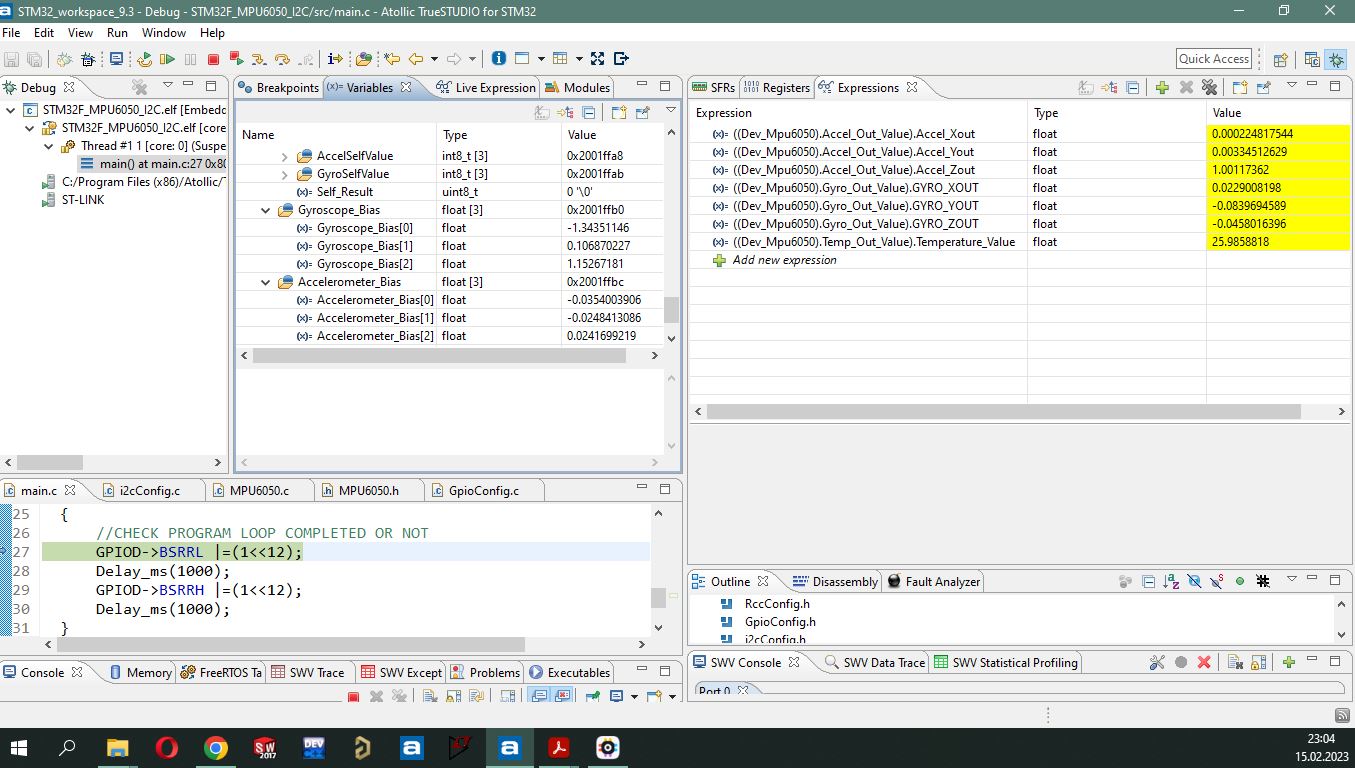 STM32_workspace_9.3 - Debug - STM32F_MPU6050_I2C/src/main.c - Atollic TrueSTUDIO for STM32
File Edit View Run Window Help
Quick Access
Debug
STM32F_MPU6050_I2C.elf [Embedd
STM32F_MPU6050_I2C.elf [core
Thread #1 1 [core: 0] (Suspe
main() at main.c:27 0x80
C:/Program Files (x86)/Atollic/T
ST-LINK
Breakpoints (x)= Variables Live Expression Modules
Name Type Value
AccelSelfValue int8_t [3] 0x2001ffa8
GyroSelfValue int8_t [3] 0x2001ffab
(x)= Self_Result uint8_t 0 '\0'
Gyroscope_Bias float [3] 0x2001ffb0
(x)= Gyroscope_Bias[0] float -1.34351146
(x)= Gyroscope_Bias[1] float 0.106870227
(x)= Gyroscope_Bias[2] float 1.15267181
Accelerometer_Bias float [3] 0x2001ffbc
(x)= Accelerometer_Bias[0] float -0.0354003906
(x)= Accelerometer_Bias[1] float -0.0248413086
(x)= Accelerometer_Bias[2] float 0.0241699219
SFRs Registers Expressions
Expression Type Value
(x)= ((Dev_Mpu6050).Accel_Out_Value).Accel_Xout float 0.000224817544
(x)= ((Dev_Mpu6050).Accel_Out_Value).Accel_Yout float 0.00334512629
(x)= ((Dev_Mpu6050).Accel_Out_Value).Accel_Zout float 1.00117362
(x)= ((Dev_Mpu6050).Gyro_Out_Value).GYRO_XOUT float 0.0229008198
(x)= ((Dev_Mpu6050).Gyro_Out_Value).GYRO_YOUT float -0.0839694589
(x)= ((Dev_Mpu6050).Gyro_Out_Value).GYRO_ZOUT float -0.0458016396
(x)= ((Dev_Mpu6050).Temp_Out_Value).Temperature_Value float 25.9858818
Add new expression
main.c i2cConfig.c MPU6050.c MPU6050.h GpioConfig.c
25 {
26 //CHECK PROGRAM LOOP COMPLETED OR NOT
27 GPIOD->BSRRL |=(1<<12);
28 Delay_ms(1000);
29 GPIOD->BSRRH |=(1<<12);
30 Delay_ms(1000);
31 }
Outline Disassembly Fault Analyzer
RccConfig.h
GpioConfig.h
i2cConfig.h
Console Memory FreeRTOS Ta SWV Trace SWV Except Problems Executables
SWV Console SWV Data Trace SWV Statistical Profiling
Port 0
SW
2017
DEV
23:04
15.02.2023